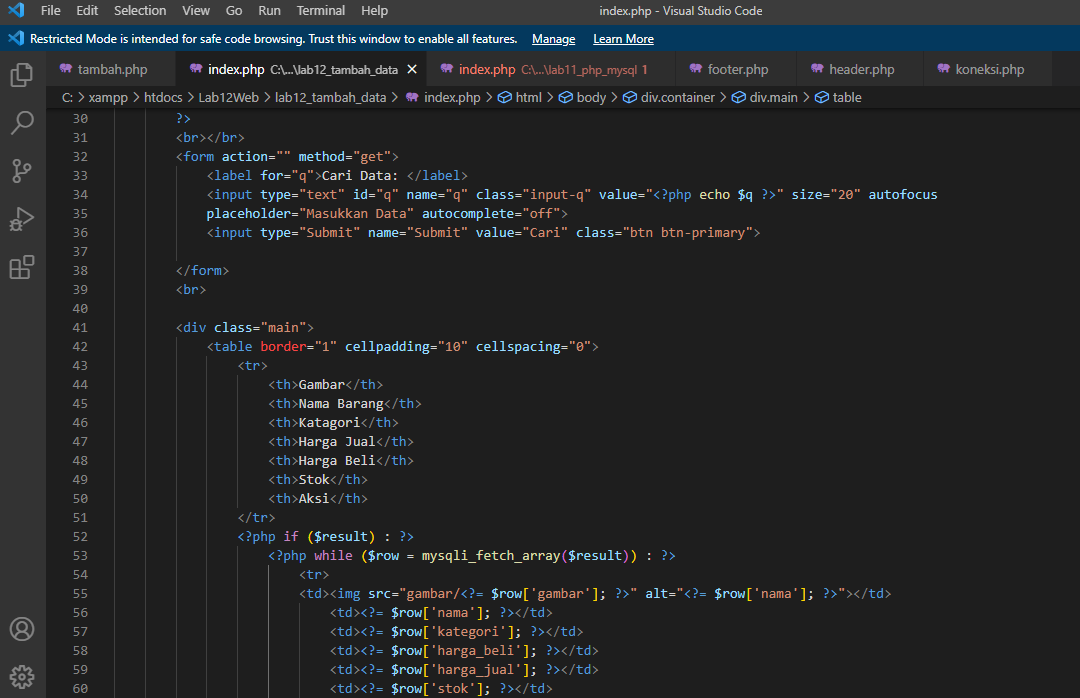 File Edit Selection View Go Run Terminal Help index.php - Visual Studio Code
Restricted Mode is intended for safe code browsing. Trust this window to enable all features. Manage Learn More
tambah.php index.php C:\...\lab12_tambah_data index.php C:\...\lab11_php_mysql 1 footer.php header.php koneksi.php
C: > xampp > htdocs > Lab12Web > lab12_tambah_data > index.php > html > body > div.container > div.main > table
30 ?>
31 <br></br>
32 <form action="" method="get">
33 <label for="q">Cari Data: </label>
34 <input type="text" id="q" name="q" class="input-q" value="<?php echo $q ?>" size="20" autofocus
35 placeholder="Masukkan Data" autocomplete="off">
36 <input type="Submit" name="Submit" value="Cari" class="btn btn-primary">
37
38 </form>
39 <br>
40
41 <div class="main">
42 <table border="1" cellpadding="10" cellspacing="0">
43 <tr>
44 <th>Gambar</th>
45 <th>Nama Barang</th>
46 <th>Katagori</th>
47 <th>Harga Jual</th>
48 <th>Harga Beli</th>
49 <th>Stok</th>
50 <th>Aksi</th>
51 </tr>
52 <?php if ($result) : ?>
53 <?php while ($row = mysqli_fetch_array($result)) : ?>
54 <tr>
55 <td><img src="gambar/<?= $row['gambar']; ?>" alt="<?= $row['nama']; ?>"></td>
56 <td><?= $row['nama']; ?></td>
57 <td><?= $row['kategori']; ?></td>
58 <td><?= $row['harga_beli']; ?></td>
59 <td><?= $row['harga_jual']; ?></td>
60 <td><?= $row['stok']; ?></td>